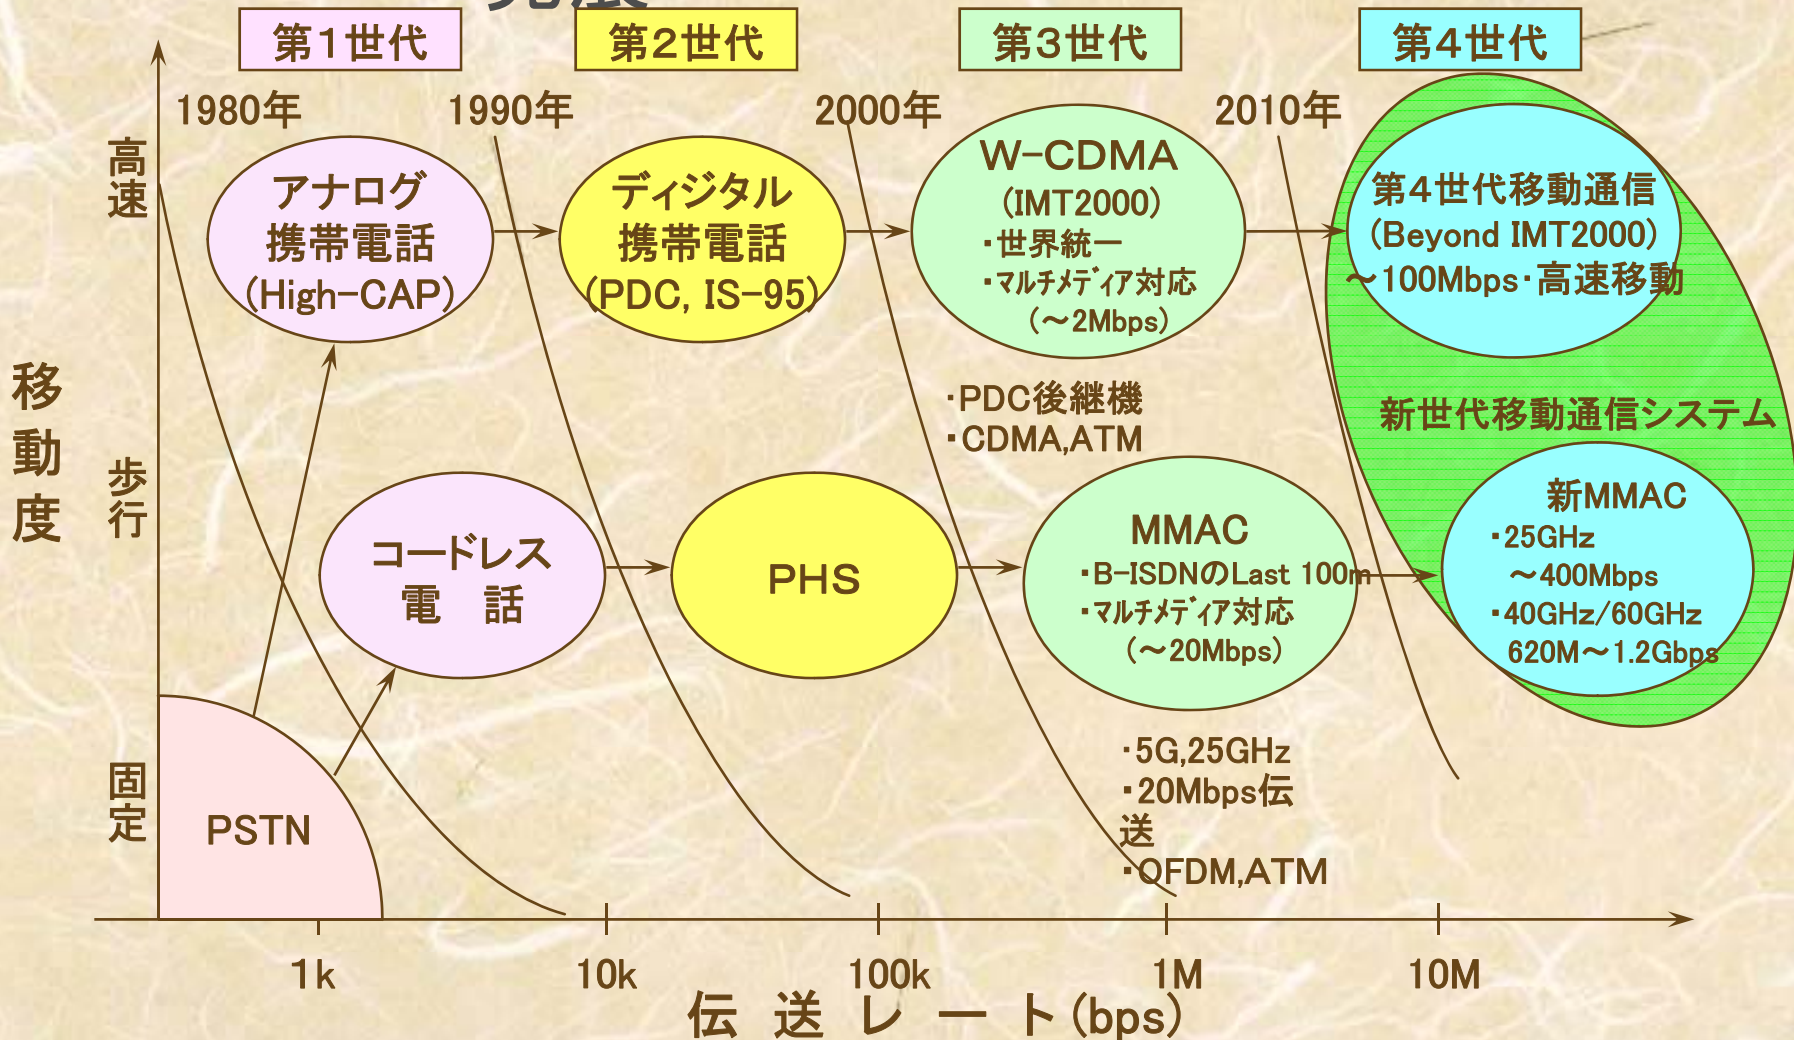 発展
第1世代
第2世代
第3世代
第4世代
1980年
1990年
2000年
2010年
高速
歩行
固定
移動度
アナログ
携帯電話
(High-CAP)
ディジタル
携帯電話
(PDC, IS-95)
W-CDMA
(IMT2000)
・世界統一
・マルチメディア対応
(～2Mbps)
第4世代移動通信
(Beyond IMT2000)
～100Mbps・高速移動
・PDC後継機
・CDMA,ATM
新世代移動通信システム
コードレス
電 話
PHS
MMAC
・B-ISDNのLast 100m
・マルチメディア対応
(～20Mbps)
新MMAC
・25GHz
～400Mbps
・40GHz/60GHz
620M～1.2Gbps
・5G,25GHz
・20Mbps伝
送
・OFDM,ATM
PSTN
1k
10k
100k
1M
10M
伝 送 レ ー ト(bps)